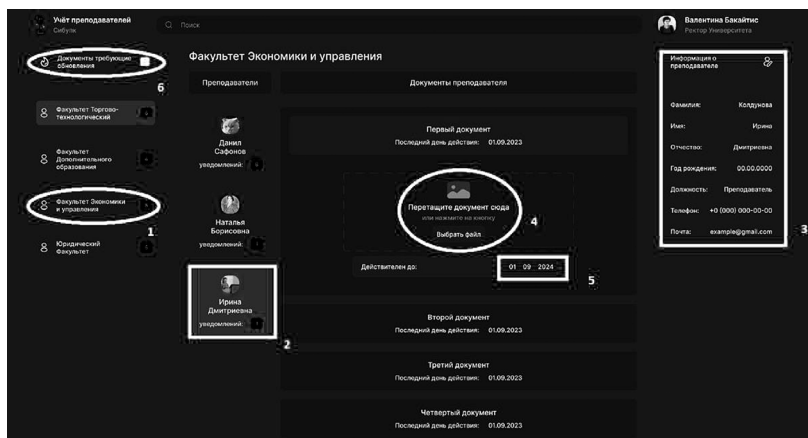 Учёт преподавателей
Сибупк
Поиск
Валентина Бакайтис
Ректор Университета
Документы требующие
обновления
6
Факультет Торгово-
технологический
Факультет
Дополнительного
образования
Факультет Экономики
и управления
1
Юридический
Факультет
Факультет Экономики и управления
Преподаватели
Документы преподавателя
Данил
Сафонов
уведомлений:
Наталья
Борисовна
уведомлений:
Ирина
Дмитриевна
уведомлений:
2
Первый документ
Последний день действия: 01.09.2023
Перетащите документ сюда
или нажмите на кнопку
Выбрать файл
4
Действителен до: 01 09 2024
5
Второй документ
Последний день действия: 01.09.2023
Третий документ
Последний день действия: 01.09.2023
Четвертый документ
Последний день действия: 01.09.2023
Информация о
преподавателе
Фамилия: Колдунова
Имя: Ирина
Отчество: Дмитриевна
Год рождения: 00.00.0000
Должность: Преподаватель
Телефон: +0 (000) 000-00-00
Почта: example@gmail.com
3